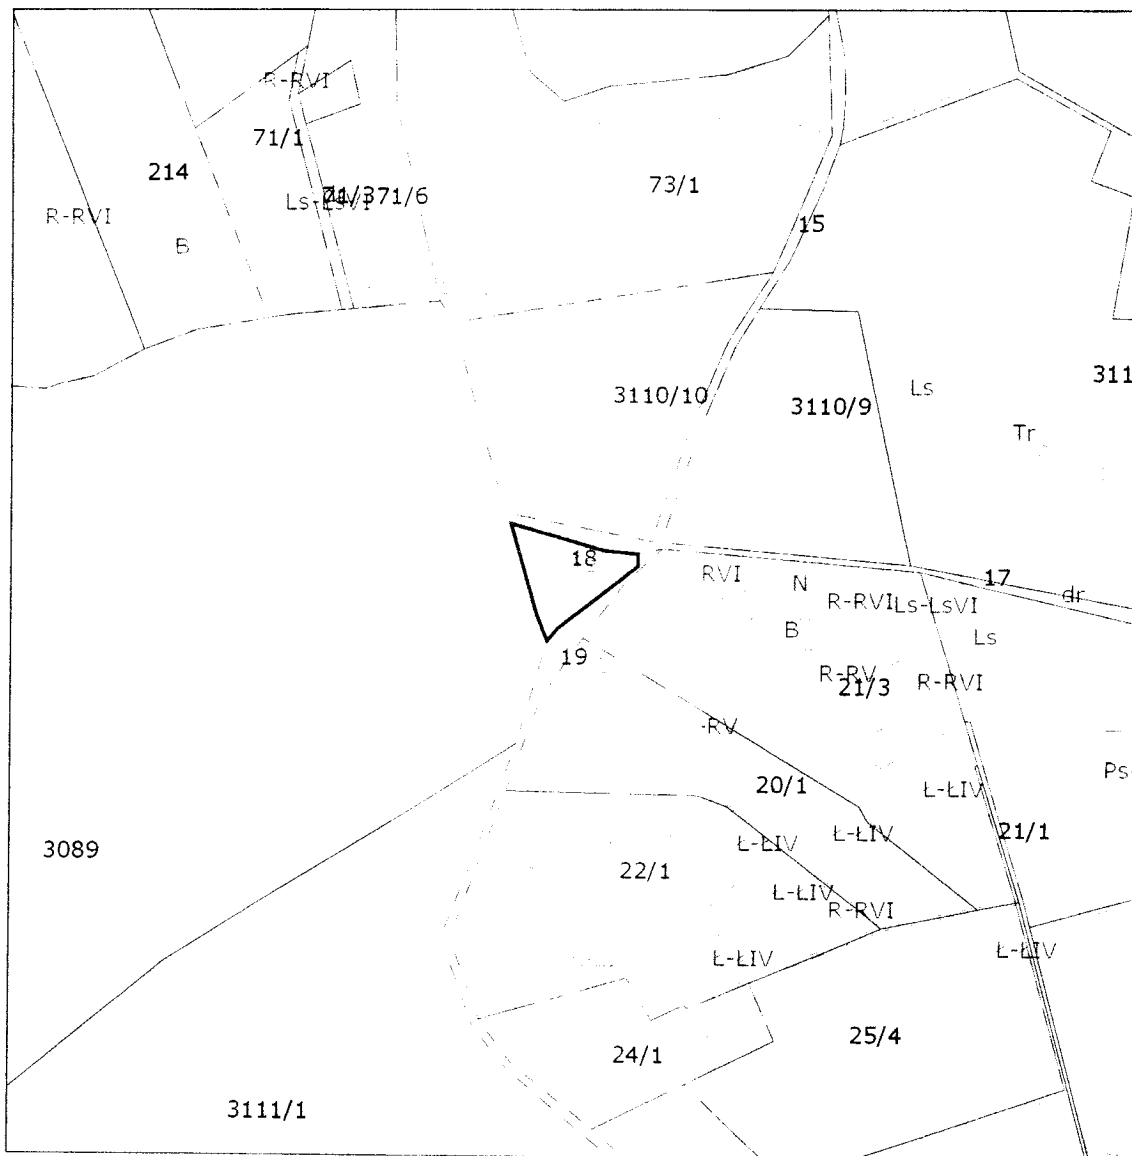 R-RVI
71/1
214
73/1
71/6
Ls-LsVI
R-RVI
15
B
311
Ls
3110/10
3110/9
Tr
18
RVI
17
N
dr
R-RVI
Ls-LsVI
B
Ls
19
R-RV
21/3
R-RVI
-RV
Ps
20/1
Ł-ŁIV
21/1
Ł-ŁIV
Ł-ŁIV
3089
22/1
Ł-ŁIV
R-RVI
Ł-ŁIV
Ł-ŁIV
25/4
24/1
3111/1